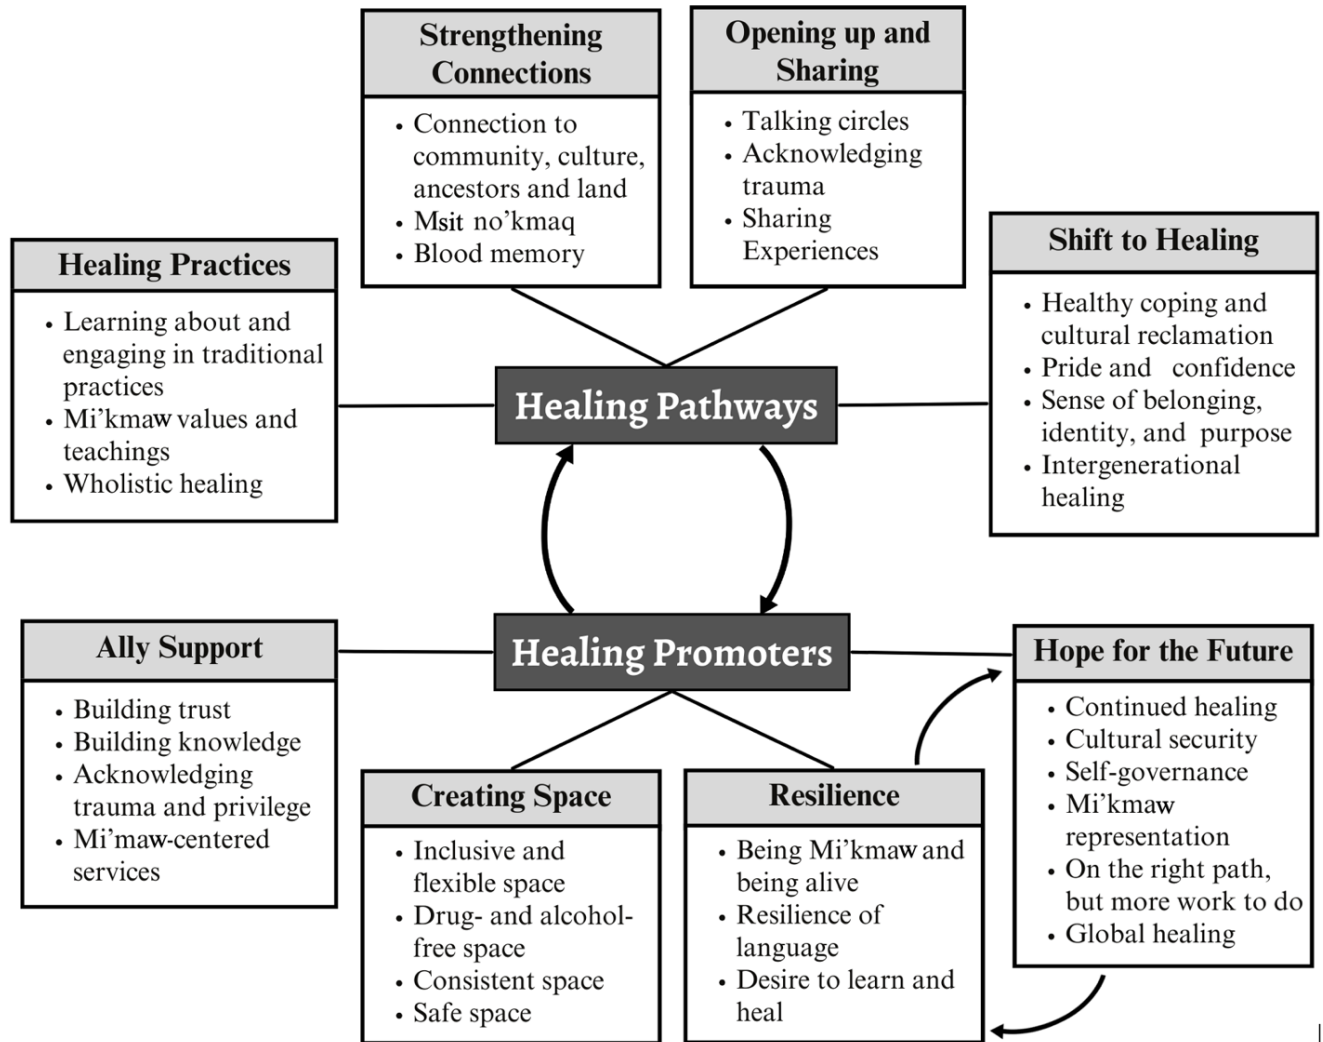 Strengthening
Connections
• Connection to
community, culture,
ancestors and land
• Msit no'kmaq
• Blood memory
Opening up and
Sharing
• Talking circles
• Acknowledging
trauma
• Sharing
Experiences
Healing Practices
• Learning about and
engaging in traditional
practices
• Mi'kmaw values and
teachings
• Wholistic healing
Shift to Healing
• Healthy coping and
cultural reclamation
• Pride and confidence
• Sense of belonging,
identity, and purpose
• Intergenerational
healing
Healing Pathways
Healing Promoters
Ally Support
• Building trust
• Building knowledge
• Acknowledging
trauma and privilege
• Mi'maw-centered
services
Creating Space
• Inclusive and
flexible space
• Drug- and alcohol-
free space
• Consistent space
• Safe space
Resilience
• Being Mi'kmaw and
being alive
• Resilience of
language
• Desire to learn and
heal
Hope for the Future
• Continued healing
• Cultural security
• Self-governance
• Mi'kmaw
representation
• On the right path,
but more work to do
• Global healing